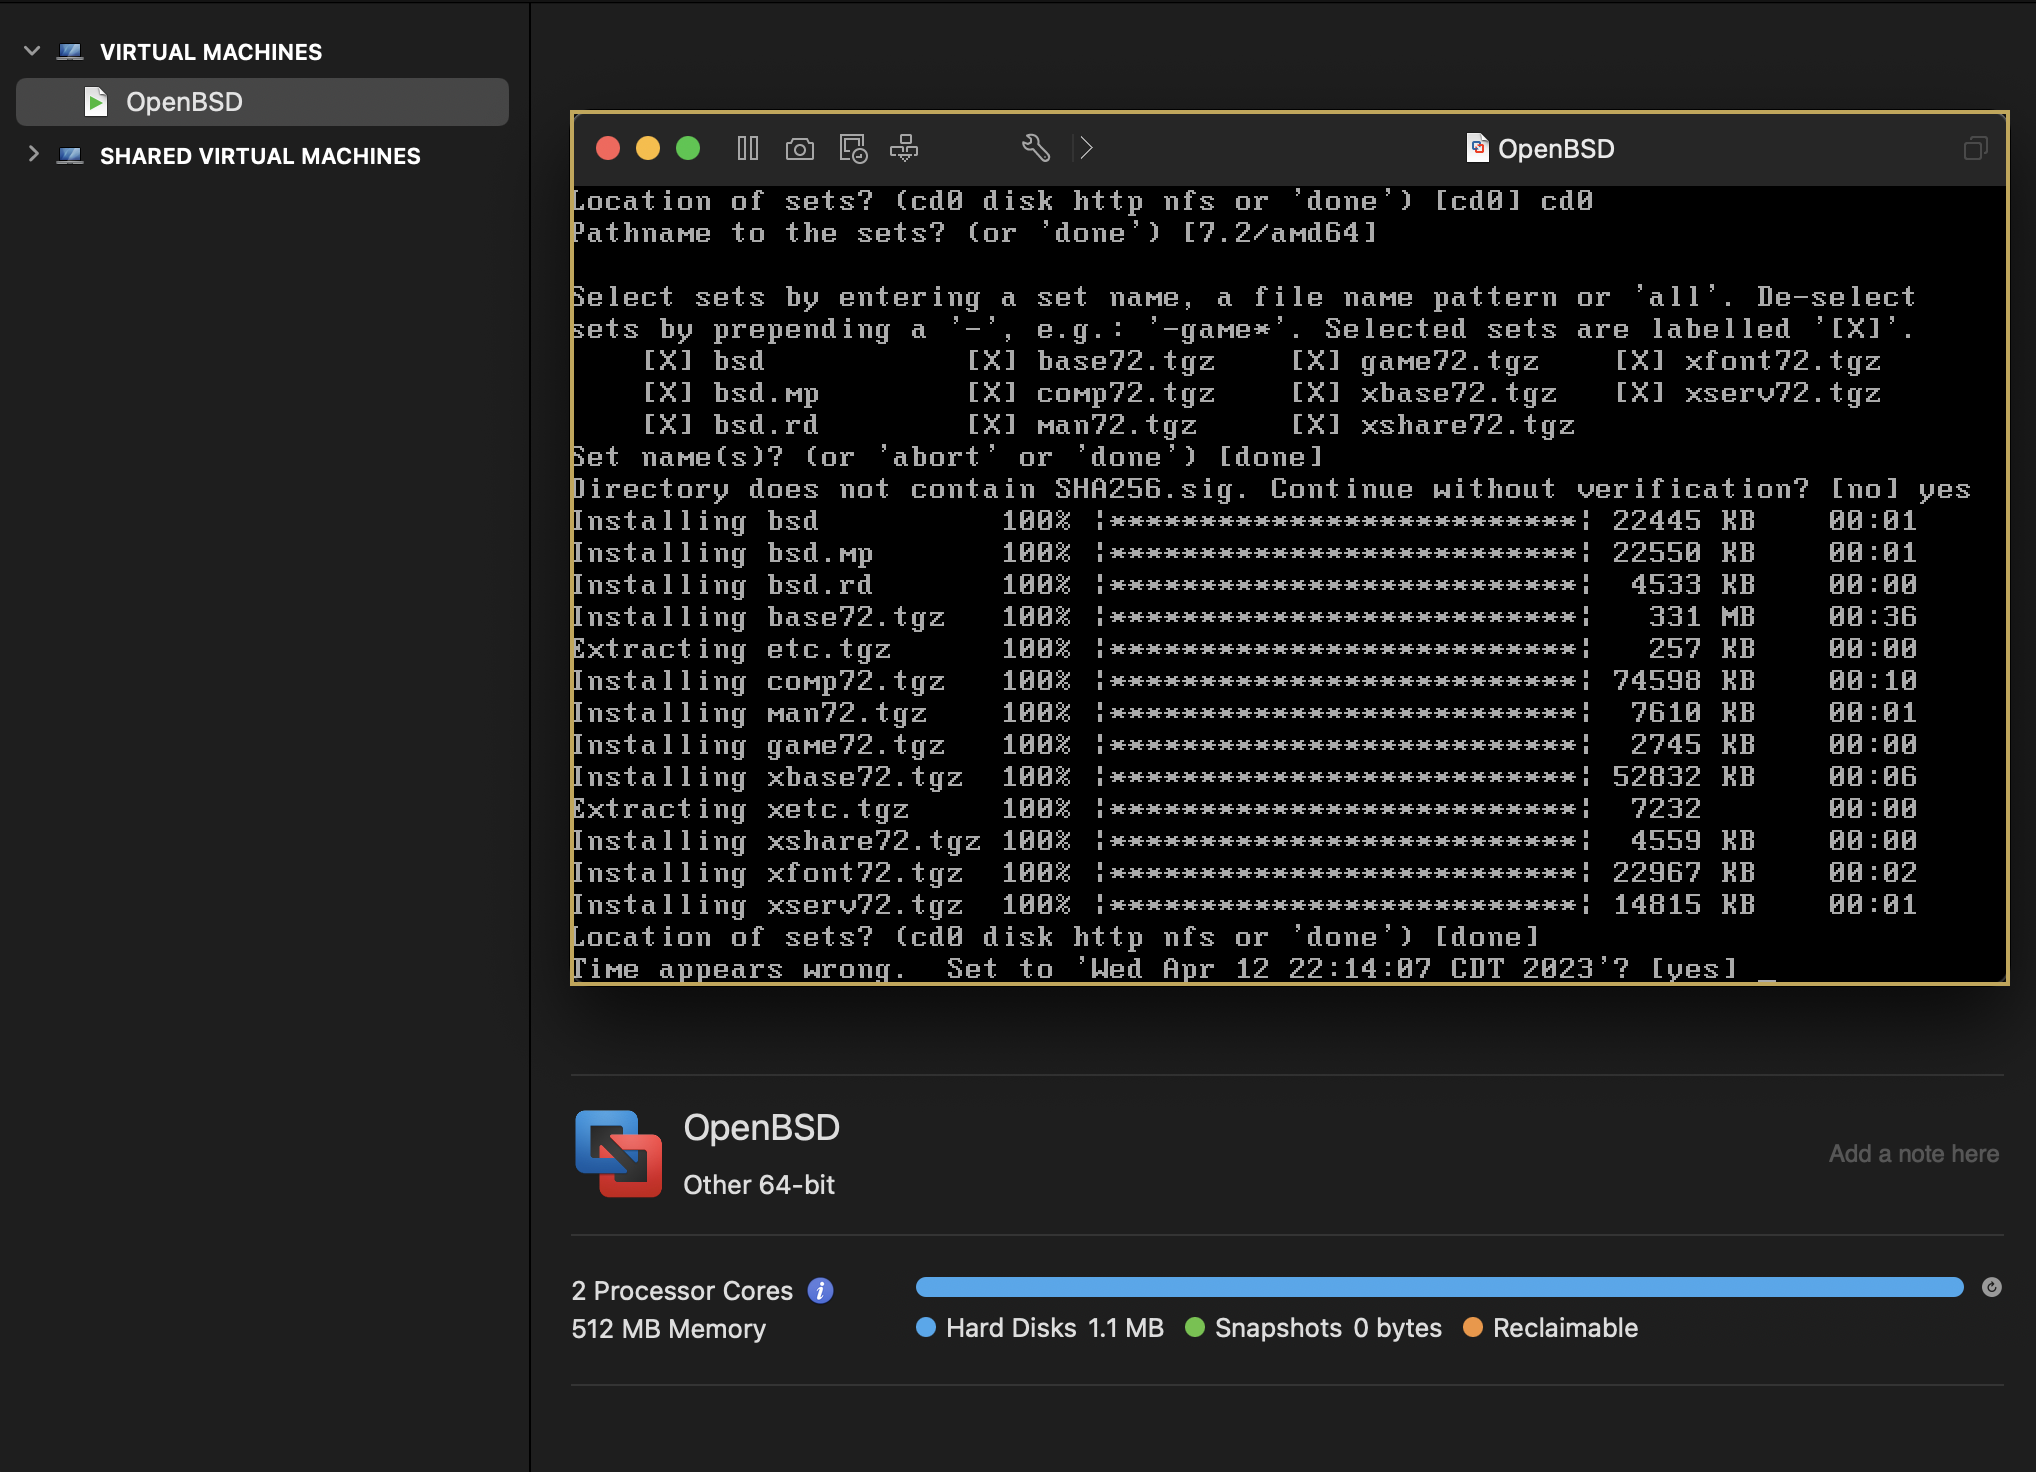 VIRTUAL MACHINES
OpenBSD
SHARED VIRTUAL MACHINES
OpenBSD
Location of sets? (cd0 disk http nfs or 'done') [cd0] cd0
Pathname to the sets? (or 'done') [7.2/amd64]
Select sets by entering a set name, a file name pattern or 'all'. De-select
sets by prepending a '-', e.g.: '-game*'. Selected sets are labelled '[X]'.
[X] bsd [X] base72.tgz [X] game72.tgz [X] xfont72.tgz
[X] bsd.mp [X] comp72.tgz [X] xbase72.tgz [X] xserv72.tgz
[X] bsd.rd [X] man72.tgz [X] xshare72.tgz
Set name(s)? (or 'abort' or 'done') [done]
Directory does not contain SHA256.sig. Continue without verification? [no] yes
Installing bsd 100% |**************************| 22445 KB 00:01
Installing bsd.mp 100% |**************************| 22550 KB 00:01
Installing bsd.rd 100% |**************************| 4533 KB 00:00
Installing base72.tgz 100% |**************************| 331 MB 00:36
Extracting etc.tgz 100% |**************************| 257 KB 00:00
Installing comp72.tgz 100% |**************************| 74598 KB 00:10
Installing man72.tgz 100% |**************************| 7610 KB 00:01
Installing game72.tgz 100% |**************************| 2745 KB 00:00
Installing xbase72.tgz 100% |**************************| 52832 KB 00:06
Extracting xetc.tgz 100% |**************************| 7232 00:00
Installing xshare72.tgz 100% |**************************| 4559 KB 00:00
Installing xfont72.tgz 100% |**************************| 22967 KB 00:02
Installing xserv72.tgz 100% |**************************| 14815 KB 00:01
Location of sets? (cd0 disk http nfs or 'done') [done]
Time appears wrong.  Set to 'Wed Apr 12 22:14:07 CDT 2023'? [yes] _
OpenBSD
Other 64-bit
Add a note here
2 Processor Cores
512 MB Memory
Hard Disks 1.1 MB Snapshots 0 bytes Reclaimable